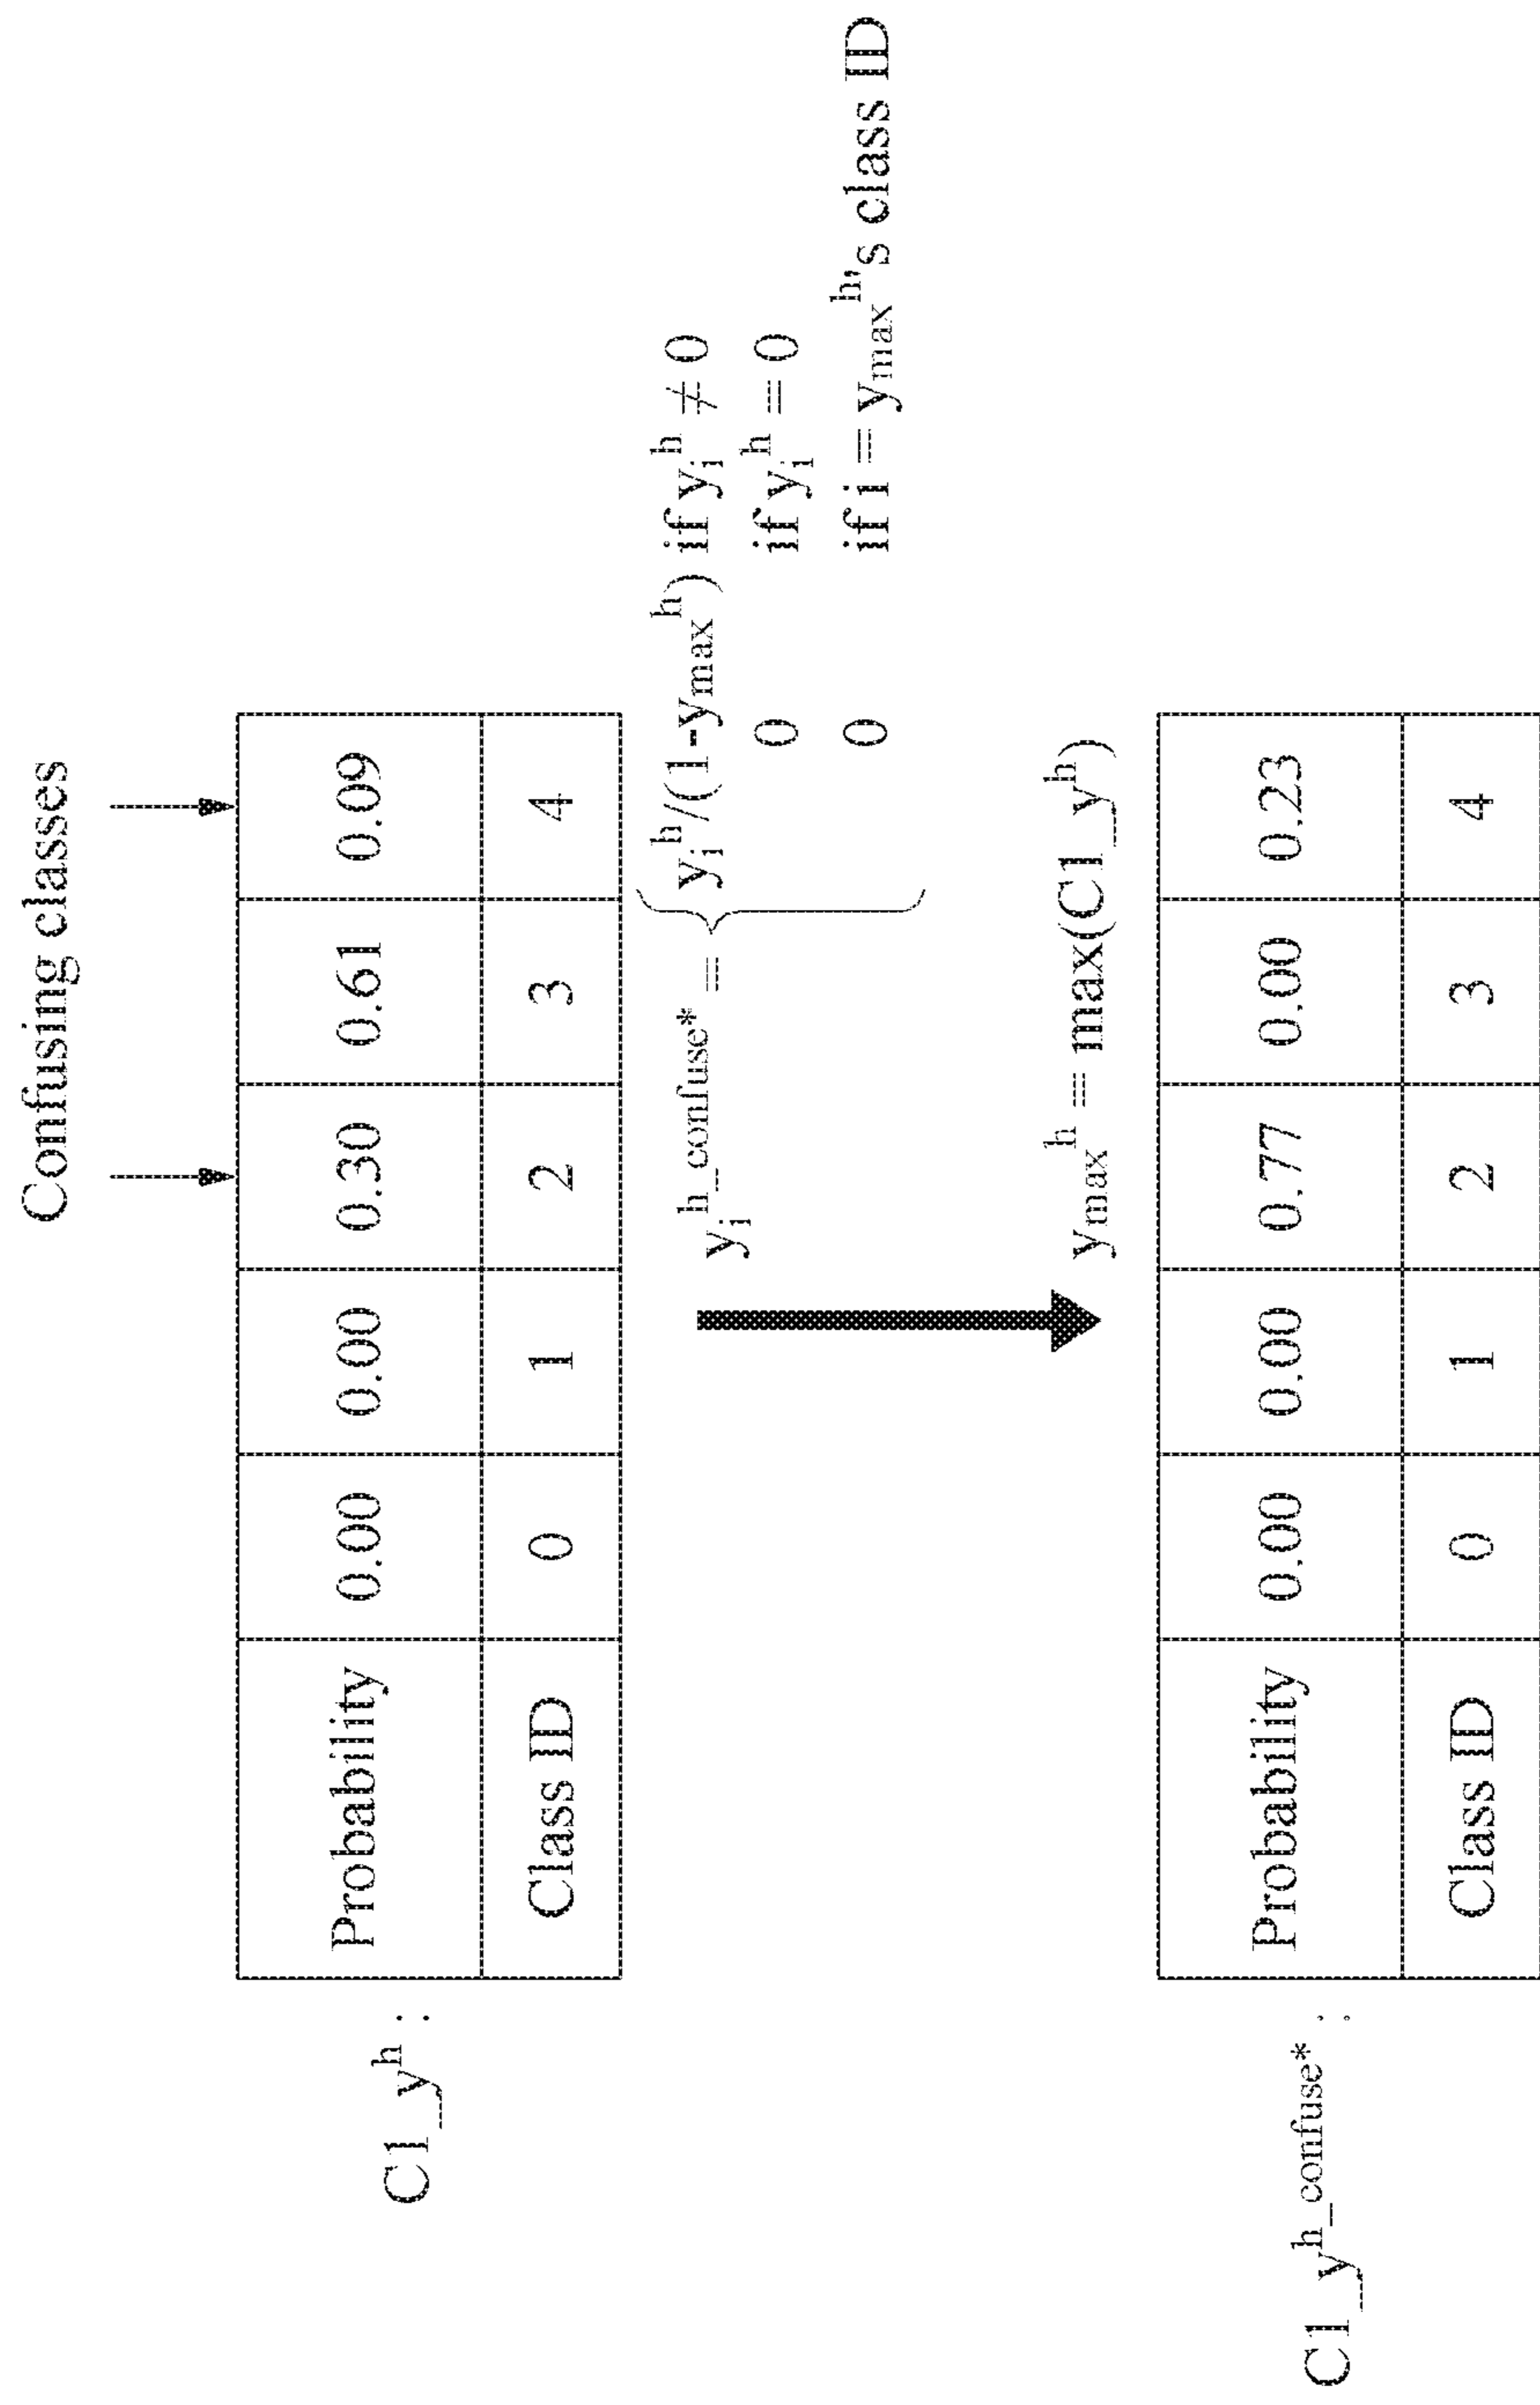 Confusing classes
C1_y^h :
Probability 0.00 0.00 0.30 0.61 0.09
Class ID 0 1 2 3 4
y_i^h_confuse* = { y_i^h/(1-y_max^h) if y_i^h ≠ 0
0 if y_i^h = 0
0 if i = y_max^h's class ID
y_max^h = max(C1_y^h)
C1_y^h_confuse* :
Probability 0.00 0.00 0.77 0.00 0.23
Class ID 0 1 2 3 4